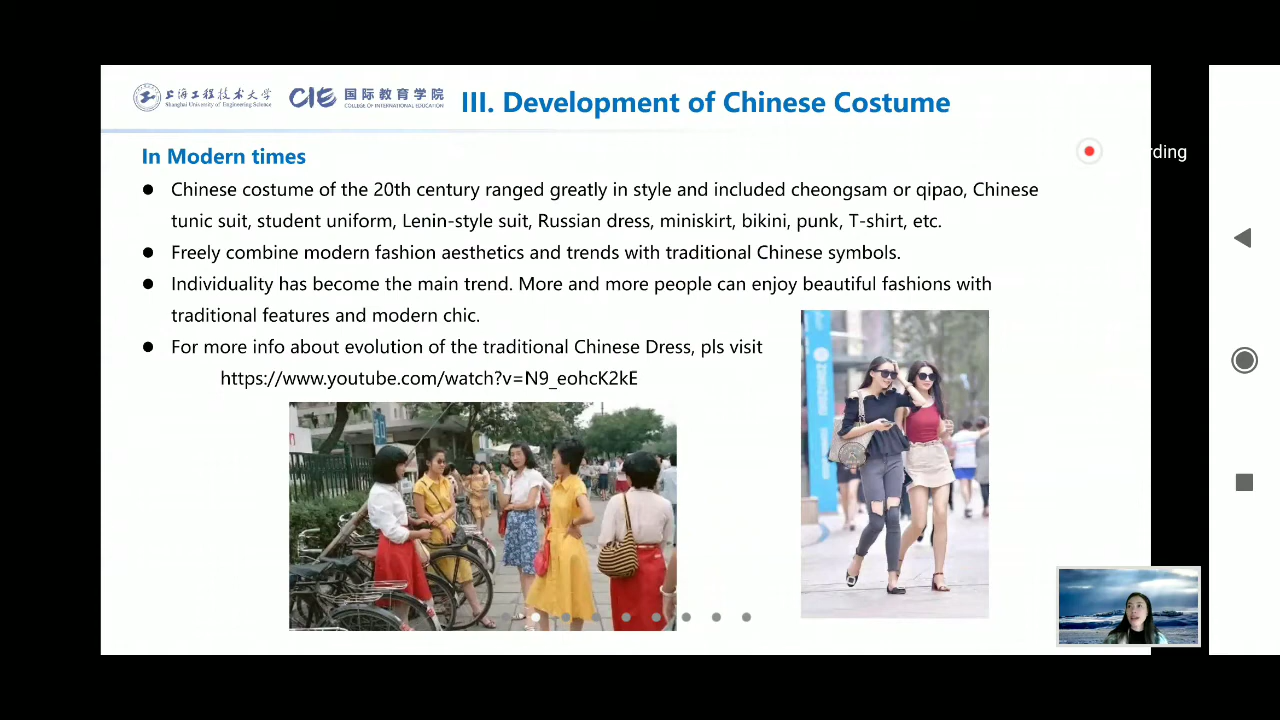 上海工程技术大学
Shanghai University of Engineering Science
CIE 国际教育学院
COLLEGE OF INTERNATIONAL EDUCATION
III. Development of Chinese Costume
In Modern times
rding
● Chinese costume of the 20th century ranged greatly in style and included cheongsam or qipao, Chinese
tunic suit, student uniform, Lenin-style suit, Russian dress, miniskirt, bikini, punk, T-shirt, etc.
● Freely combine modern fashion aesthetics and trends with traditional Chinese symbols.
● Individuality has become the main trend. More and more people can enjoy beautiful fashions with
traditional features and modern chic.
● For more info about evolution of the traditional Chinese Dress, pls visit
https://www.youtube.com/watch?v=N9_eohcK2kE